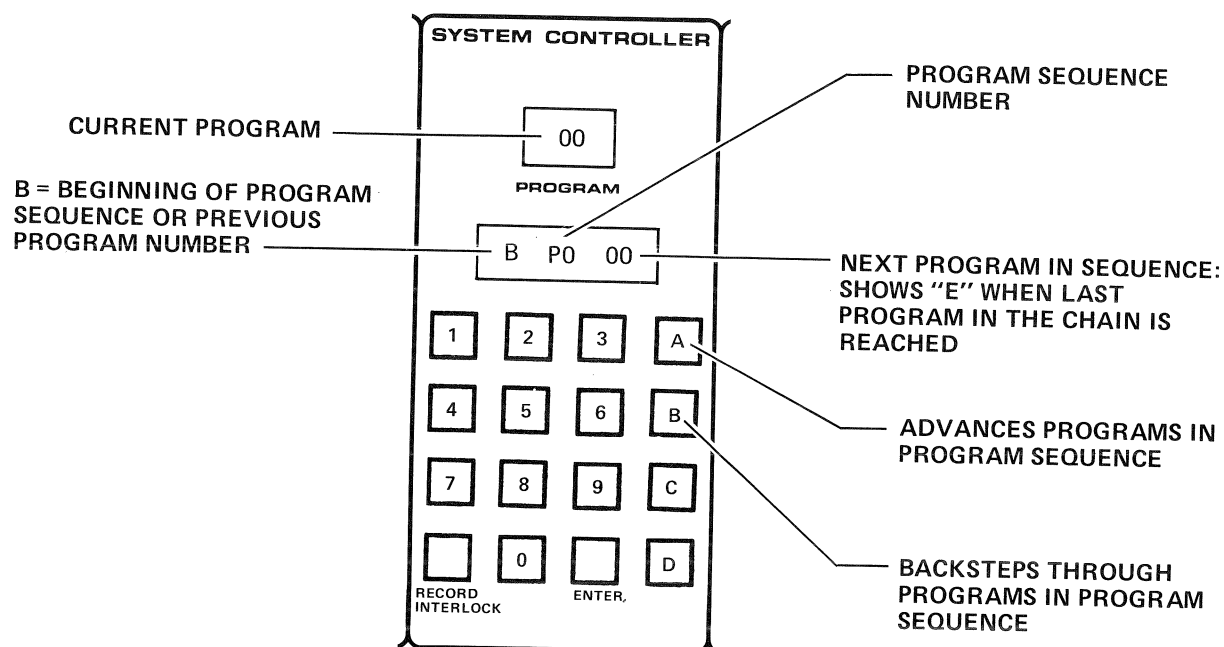 SYSTEM CONTROLLER
PROGRAM SEQUENCE
NUMBER
CURRENT PROGRAM
00
PROGRAM
B = BEGINNING OF PROGRAM
SEQUENCE OR PREVIOUS
PROGRAM NUMBER
B P0 00
NEXT PROGRAM IN SEQUENCE:
SHOWS "E" WHEN LAST
PROGRAM IN THE CHAIN IS
REACHED
1 2 3 A
4 5 6 B
ADVANCES PROGRAMS IN
PROGRAM SEQUENCE
7 8 9 C
0 D
RECORD
INTERLOCK
ENTER
BACKSTEPS THROUGH
PROGRAMS IN PROGRAM
SEQUENCE